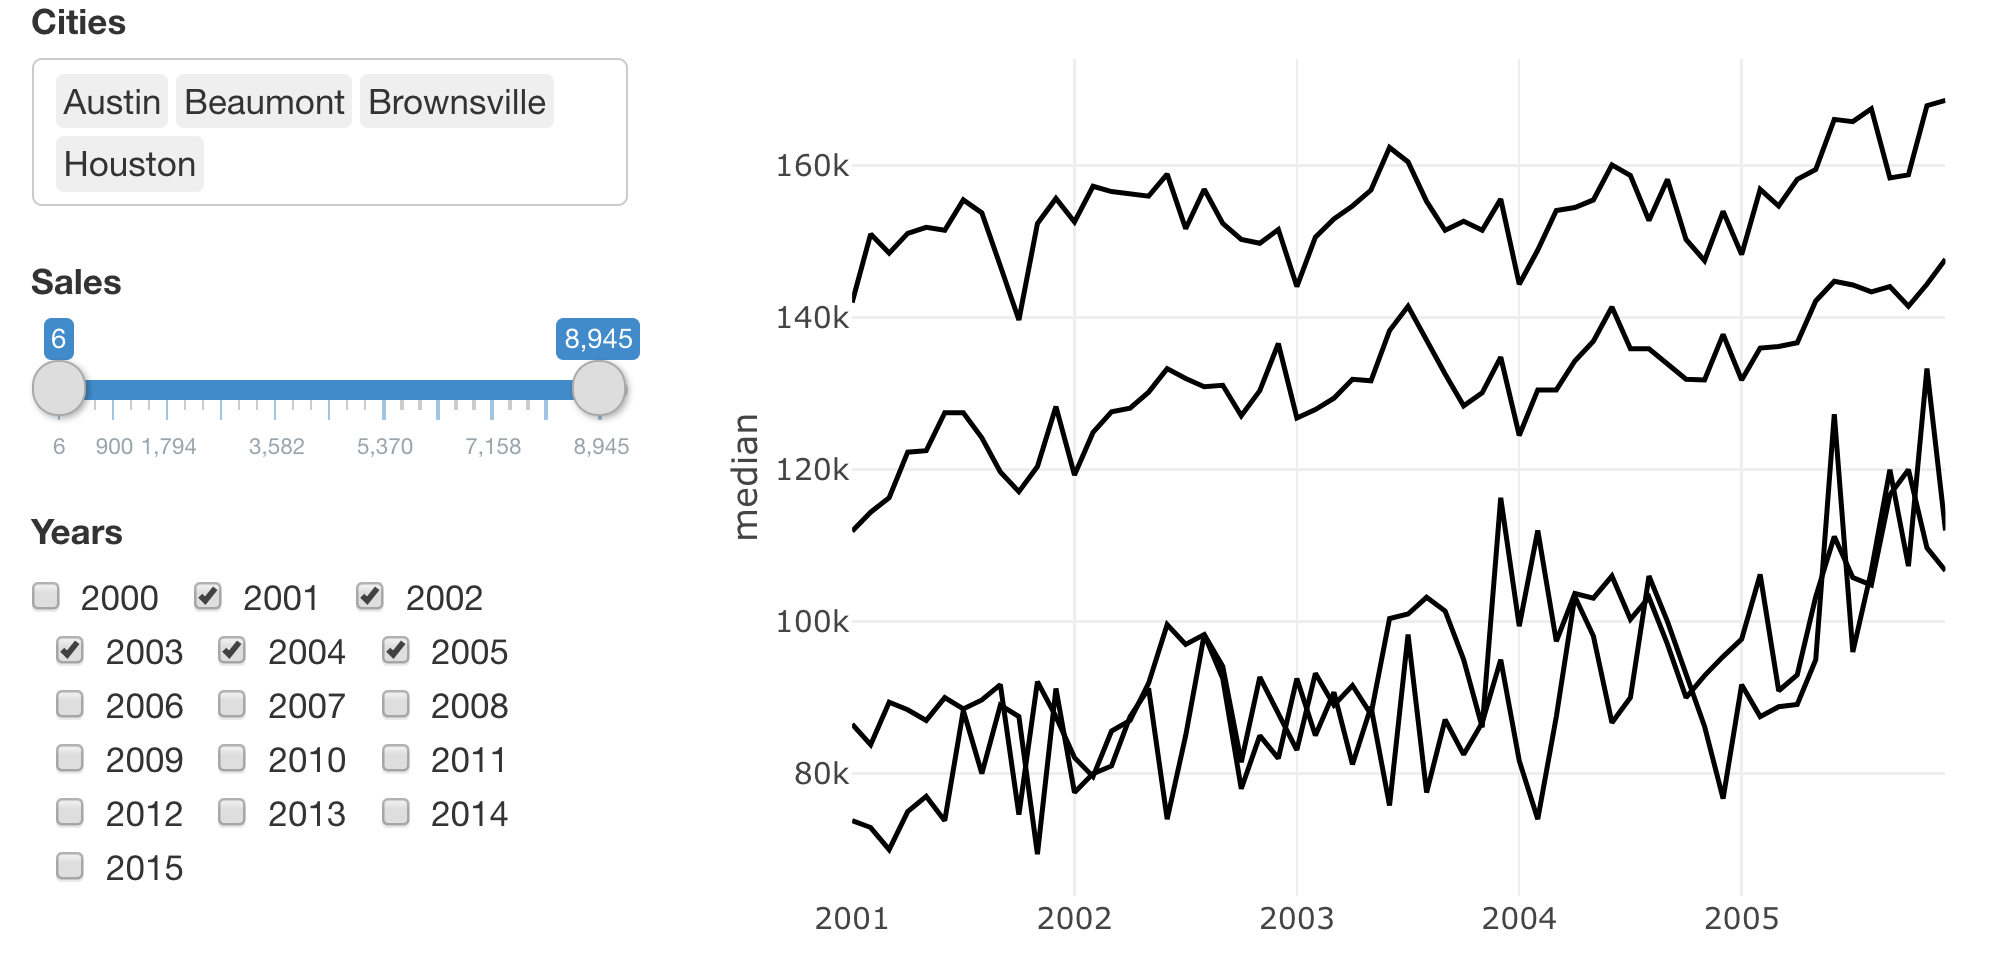 Cities
Austin Beaumont Brownsville
Houston
Sales
6 8,945
6 900 1,794 3,582 5,370 7,158 8,945
Years
2000 2001 2002
2003 2004 2005
2006 2007 2008
2009 2010 2011
2012 2013 2014
2015
median
160k
140k
120k
100k
80k
2001 2002 2003 2004 2005